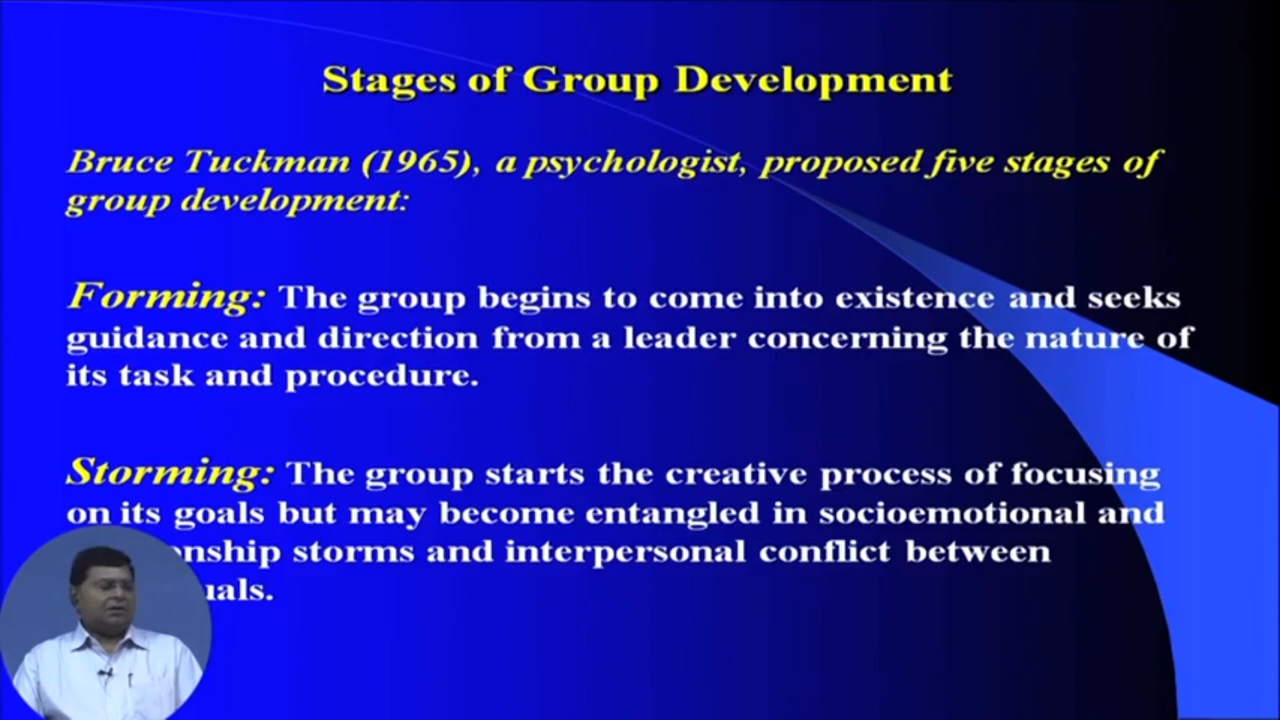 Stages of Group Development
Bruce Tuckman (1965), a psychologist, proposed five stages of
group development:
Forming: The group begins to come into existence and seeks
guidance and direction from a leader concerning the nature of
its task and procedure.
Storming: The group starts the creative process of focusing
on its goals but may become entangled in socioemotional and
storms and interpersonal conflict between